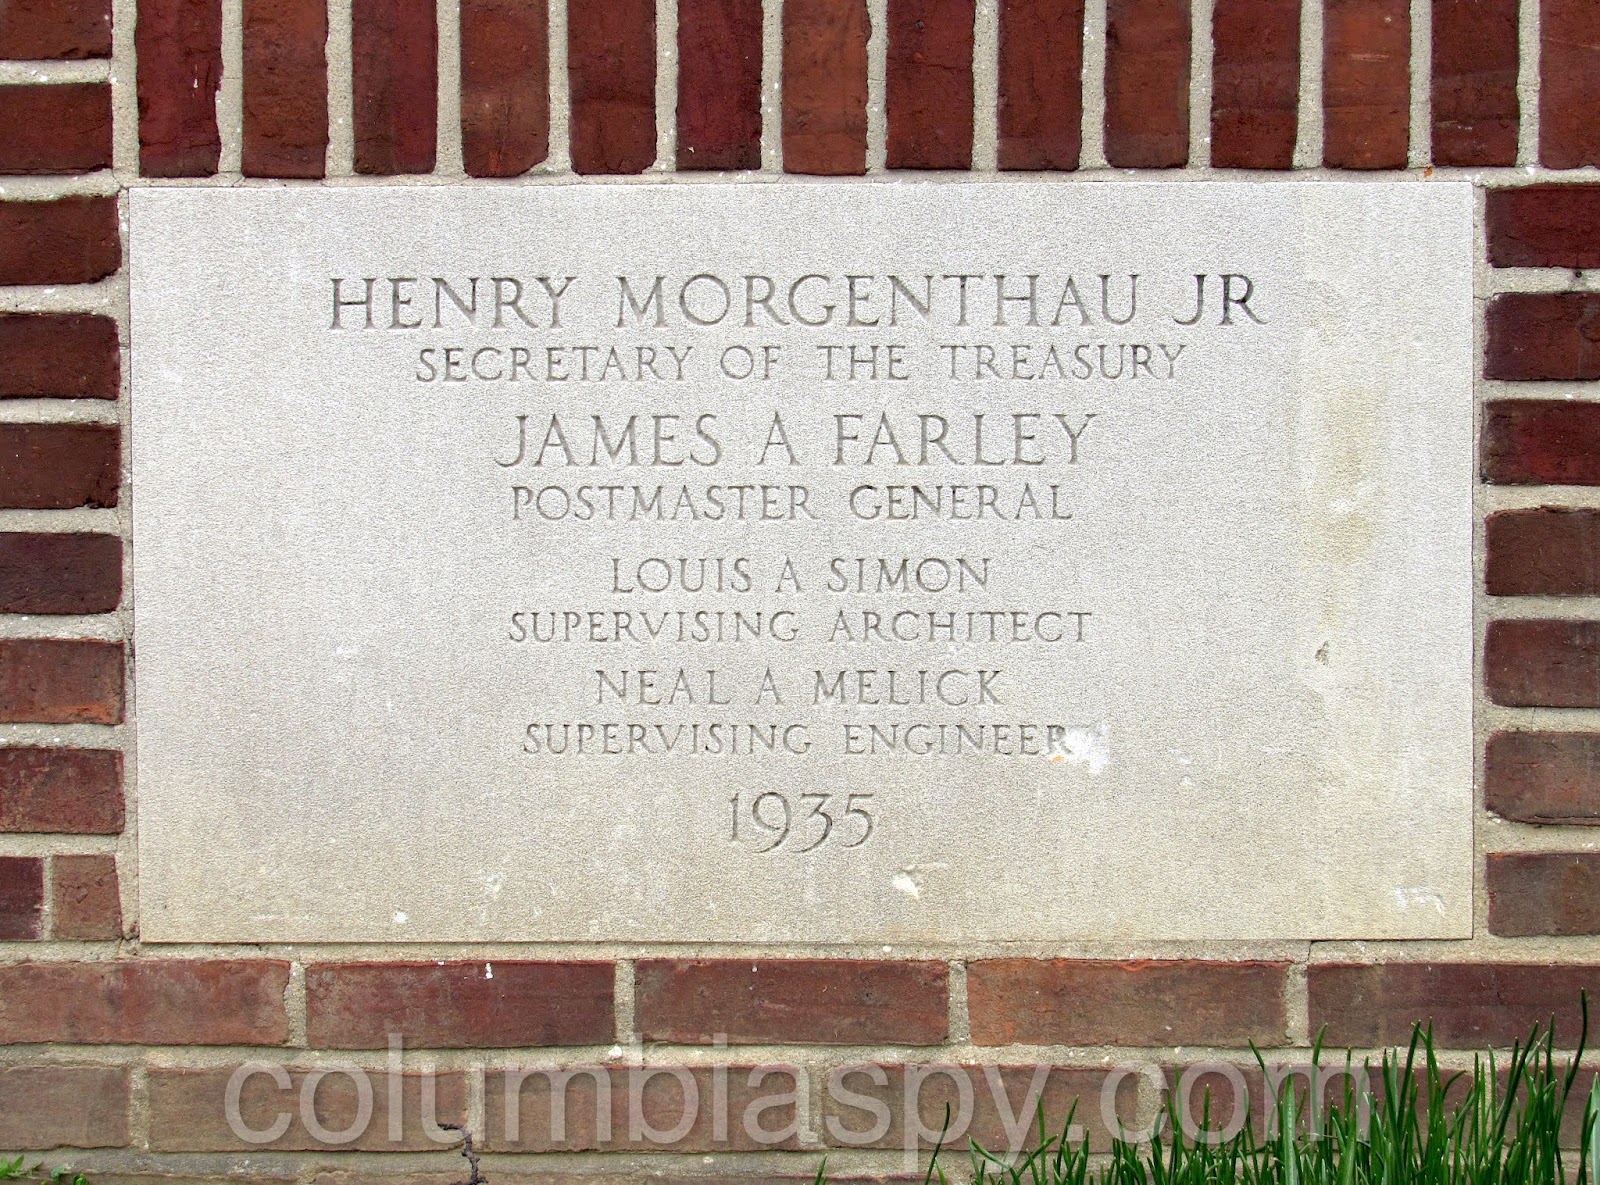 HENRY MORGENTHAU JR
SECRETARY OF THE TREASURY
JAMES A FARLEY
POSTMASTER GENERAL
LOUIS A SIMON
SUPERVISING ARCHITECT
NEAL A MELICK
SUPERVISING ENGINEER
1935
columbiaspy.com